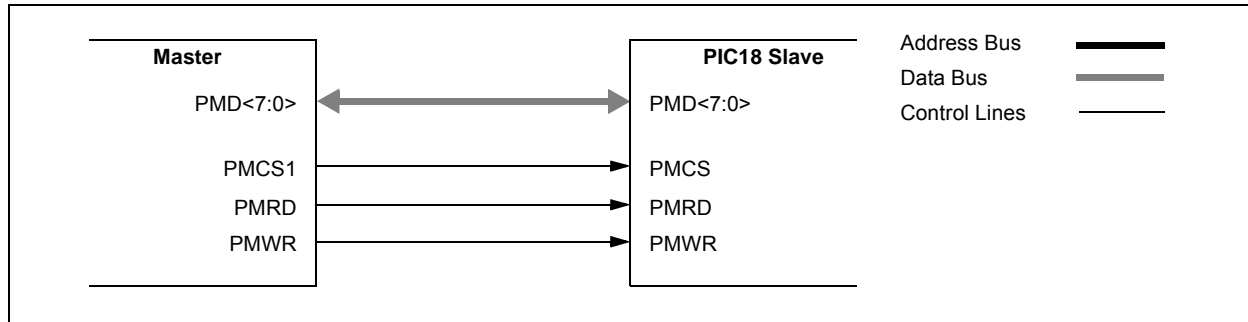 Master
PIC18 Slave
Address Bus
Data Bus
Control Lines
PMD<7:0>
PMD<7:0>
PMCS1
PMCS
PMRD
PMRD
PMWR
PMWR